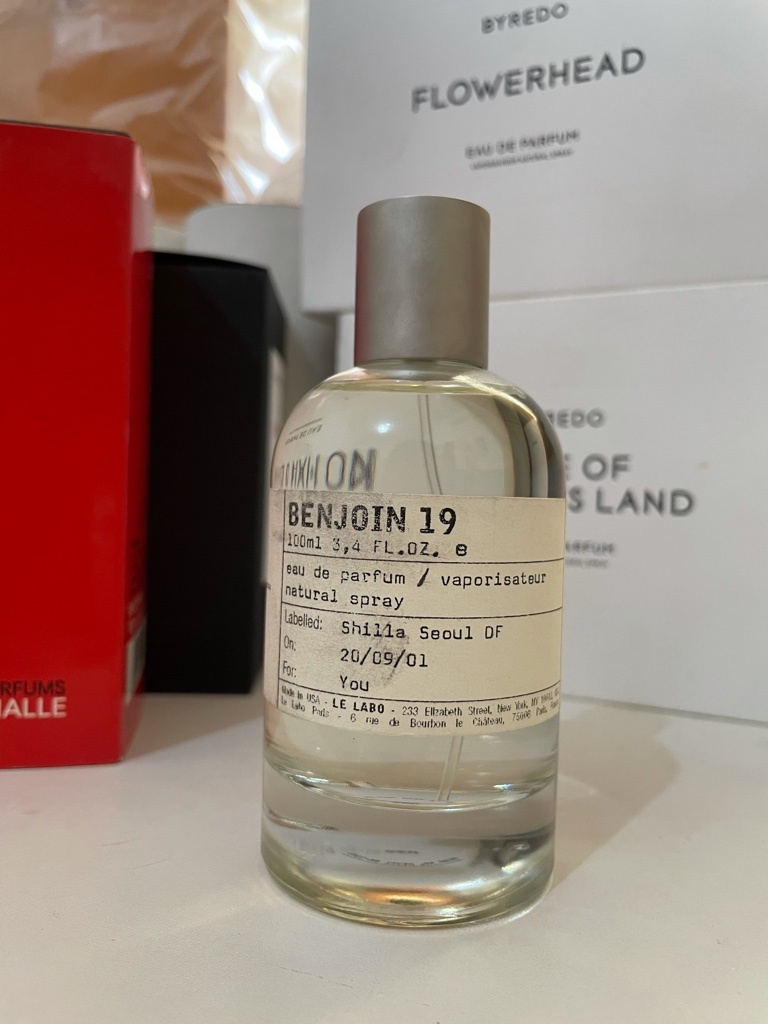 BYREDO
FLOWERHEAD
EAU DE PARFUM
OF
S LAND
BENJOIN 19
100ml 3,4 FL.OZ. e
eau de parfum / vaporisateur
natural spray
Labelled: Shilla Seoul DF
On: 20/09/01
For: You
Made in USA - LE LABO - 233 Elizabeth Street, New York, NY
Le Labo Paris - 6 rue de Bourbon le Château, 75006 Paris,
RFUMS
MALLE